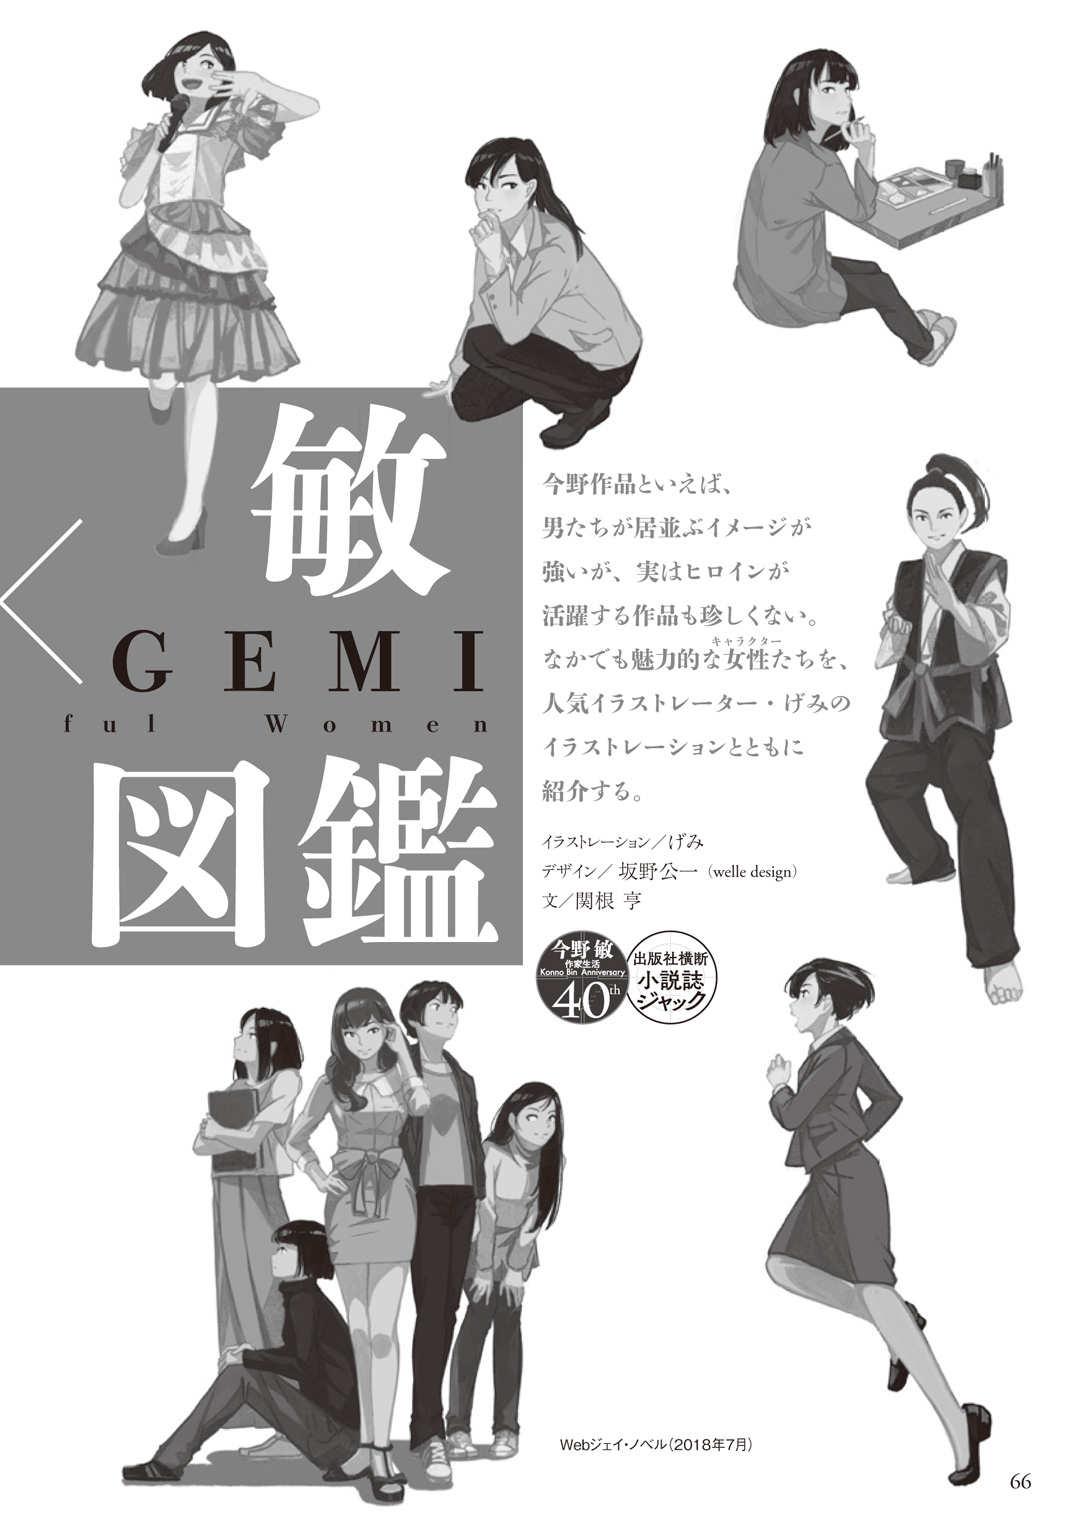 敏
GEMI
ful Women
図鑑
今野作品といえば、
男たちが居並ぶイメージが
強いが、実はヒロインが
活躍する作品も珍しくない。
キャラクター
なかでも魅力的な女性たちを、
人気イラストレーター・げみの
イラストレーションとともに
紹介する。
イラストレーション／げみ
デザイン／坂野公一（welle design）
文／関根 亨
今野 敏
作家生活
Konno Bin Anniversary
40th
出版社横断
小説誌
ジャック
Webジェイ・ノベル（2018年7月）
66